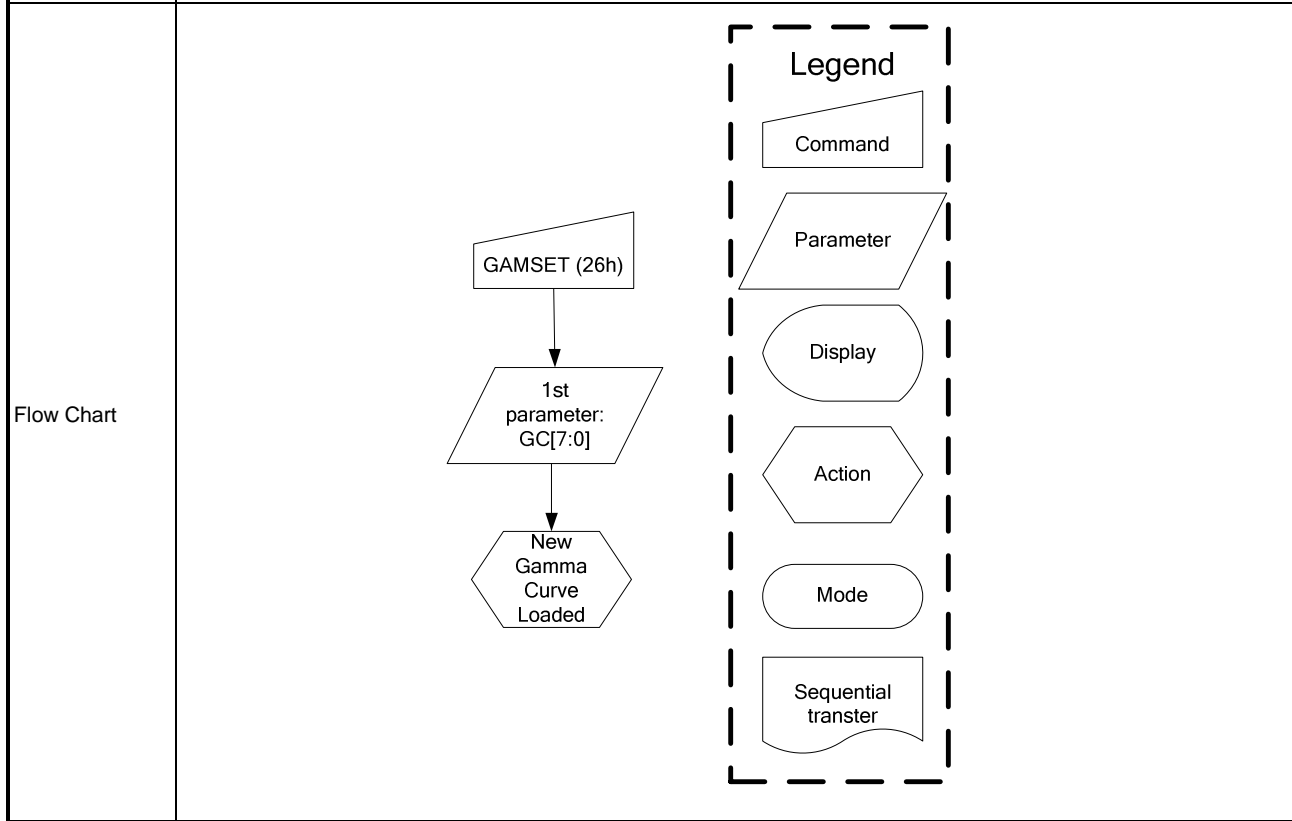 Flow Chart
GAMSET (26h)
1st
parameter:
GC[7:0]
New
Gamma
Curve
Loaded
Legend
Command
Parameter
Display
Action
Mode
Sequential
transter